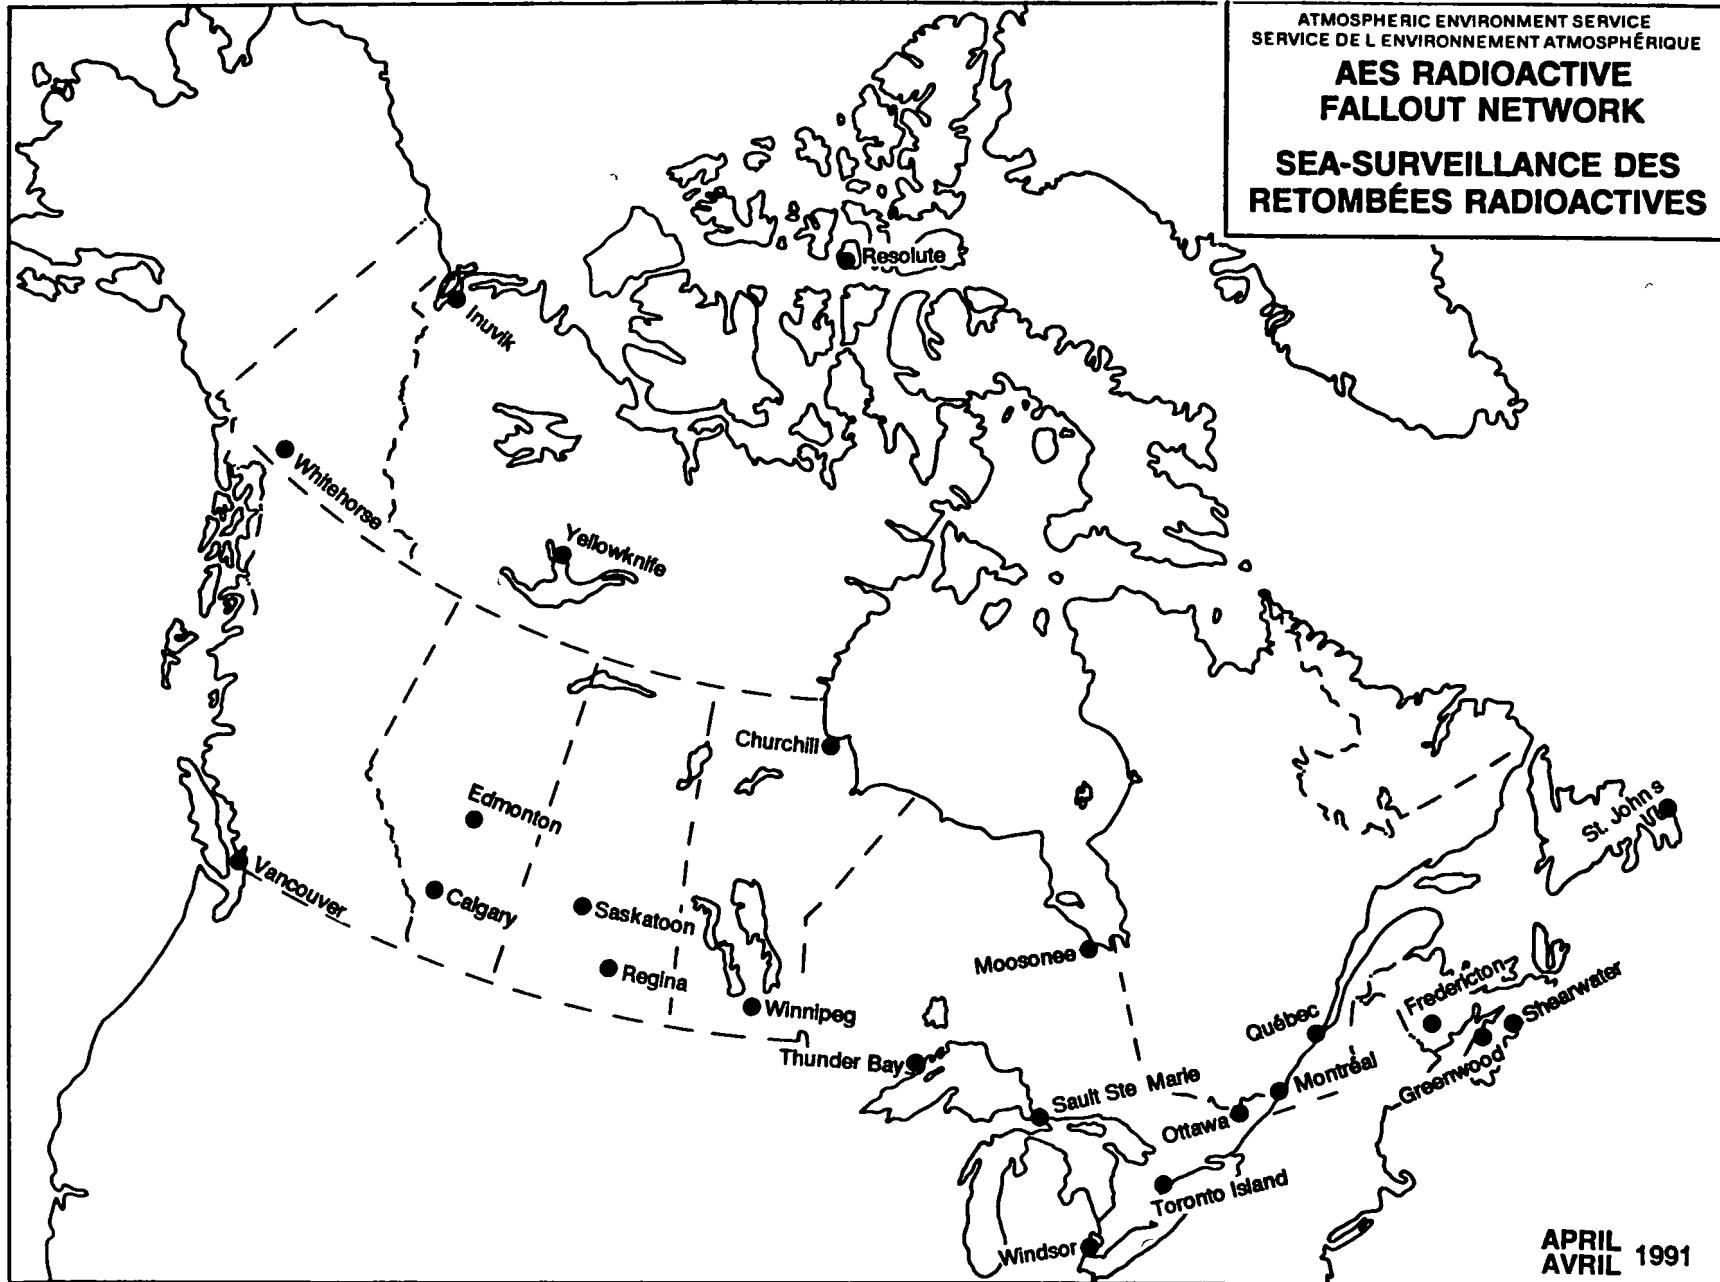 ATMOSPHERIC ENVIRONMENT SERVICE
SERVICE DE L ENVIRONNEMENT ATMOSPHÉRIQUE
AES RADIOACTIVE
FALLOUT NETWORK
SEA-SURVEILLANCE DES
RETOMBÉES RADIOACTIVES
Resolute
Inuvik
Whitehorse
Yellowknife
Churchill
Edmonton
St. John s
Vancouver
Calgary
Saskatoon
Moosonee
Regina
Fredericton
Shearwater
Winnipeg
Québec
Thunder Bay
Montréal
Greenwood
Sault Ste Marie
Ottawa
Toronto Island
Windsor
APRIL
AVRIL 1991